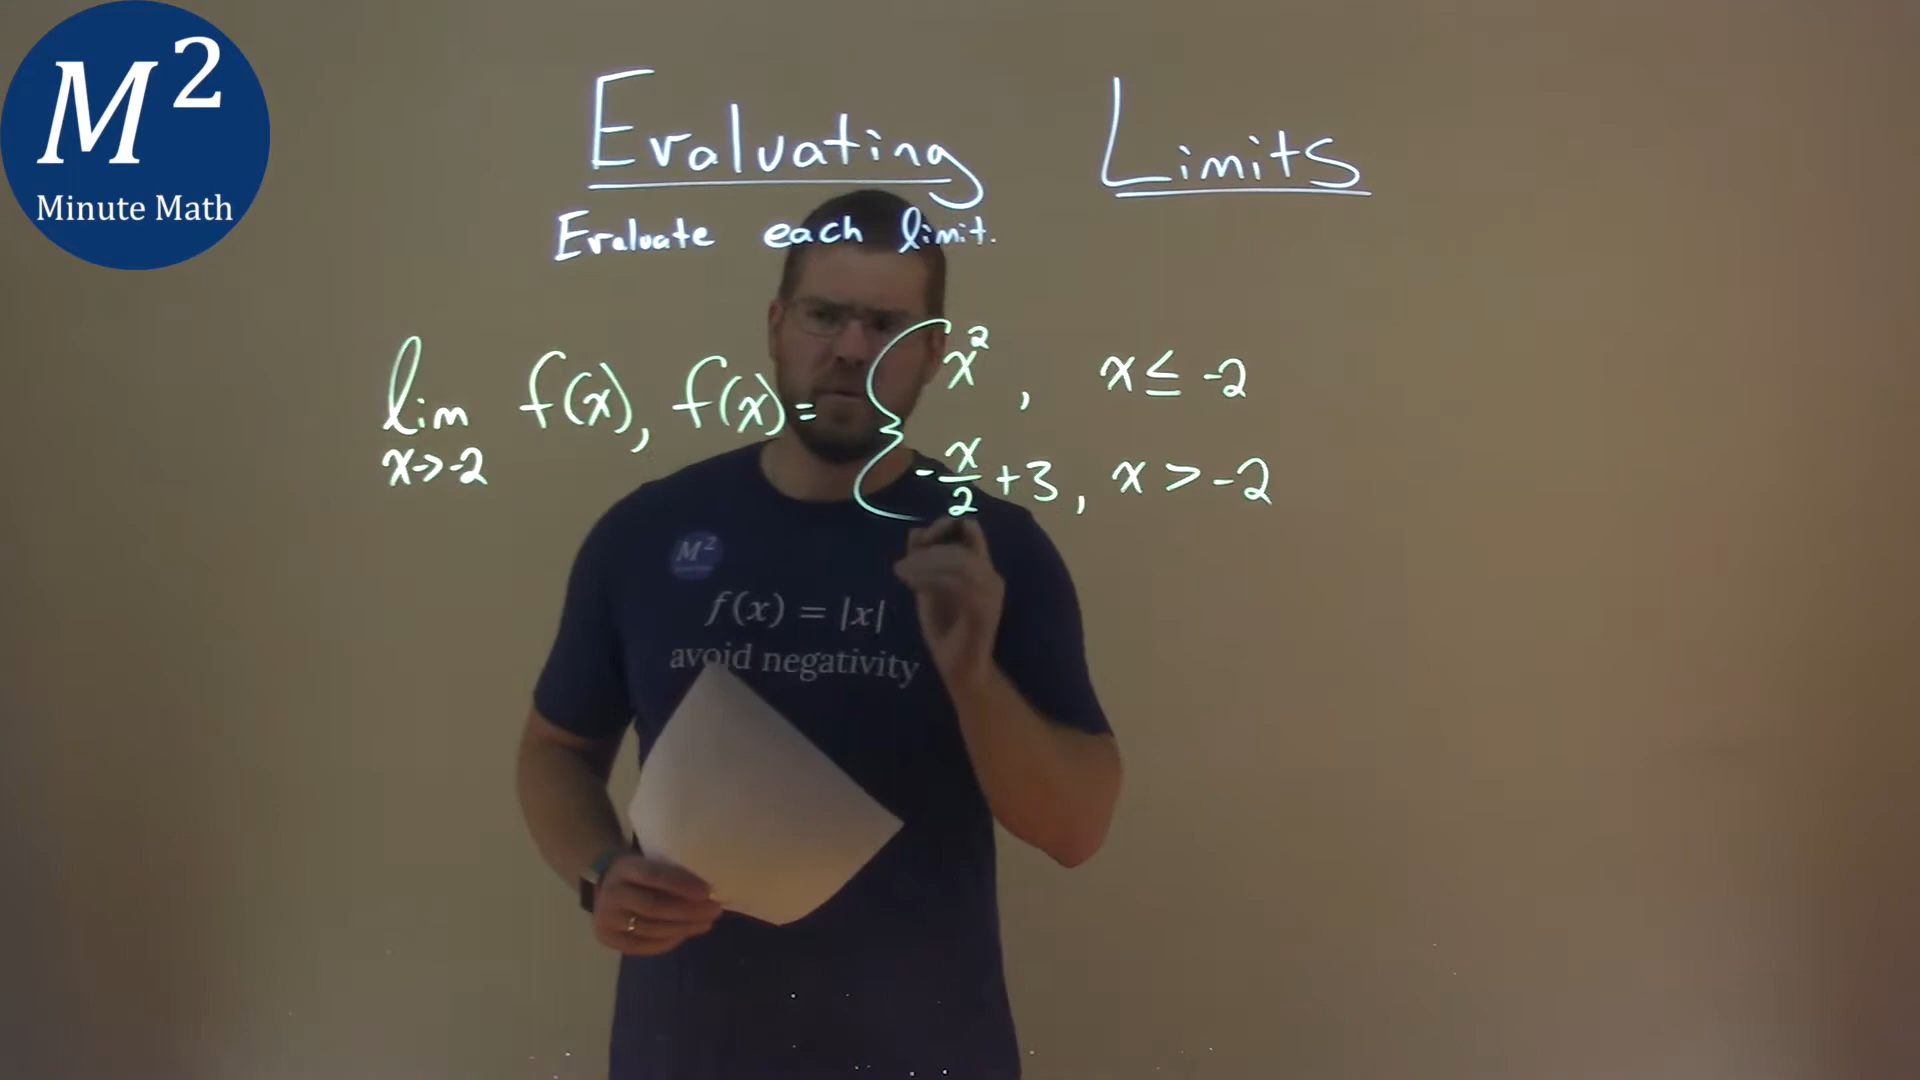 M²
Minute Math
Evaluating Limits
Evaluate each limit.
lim f(x), f(x)= { x², x ≤ -2
x→-2 -x/2+3, x > -2
M²
f(x) = |x|
avoid negativity